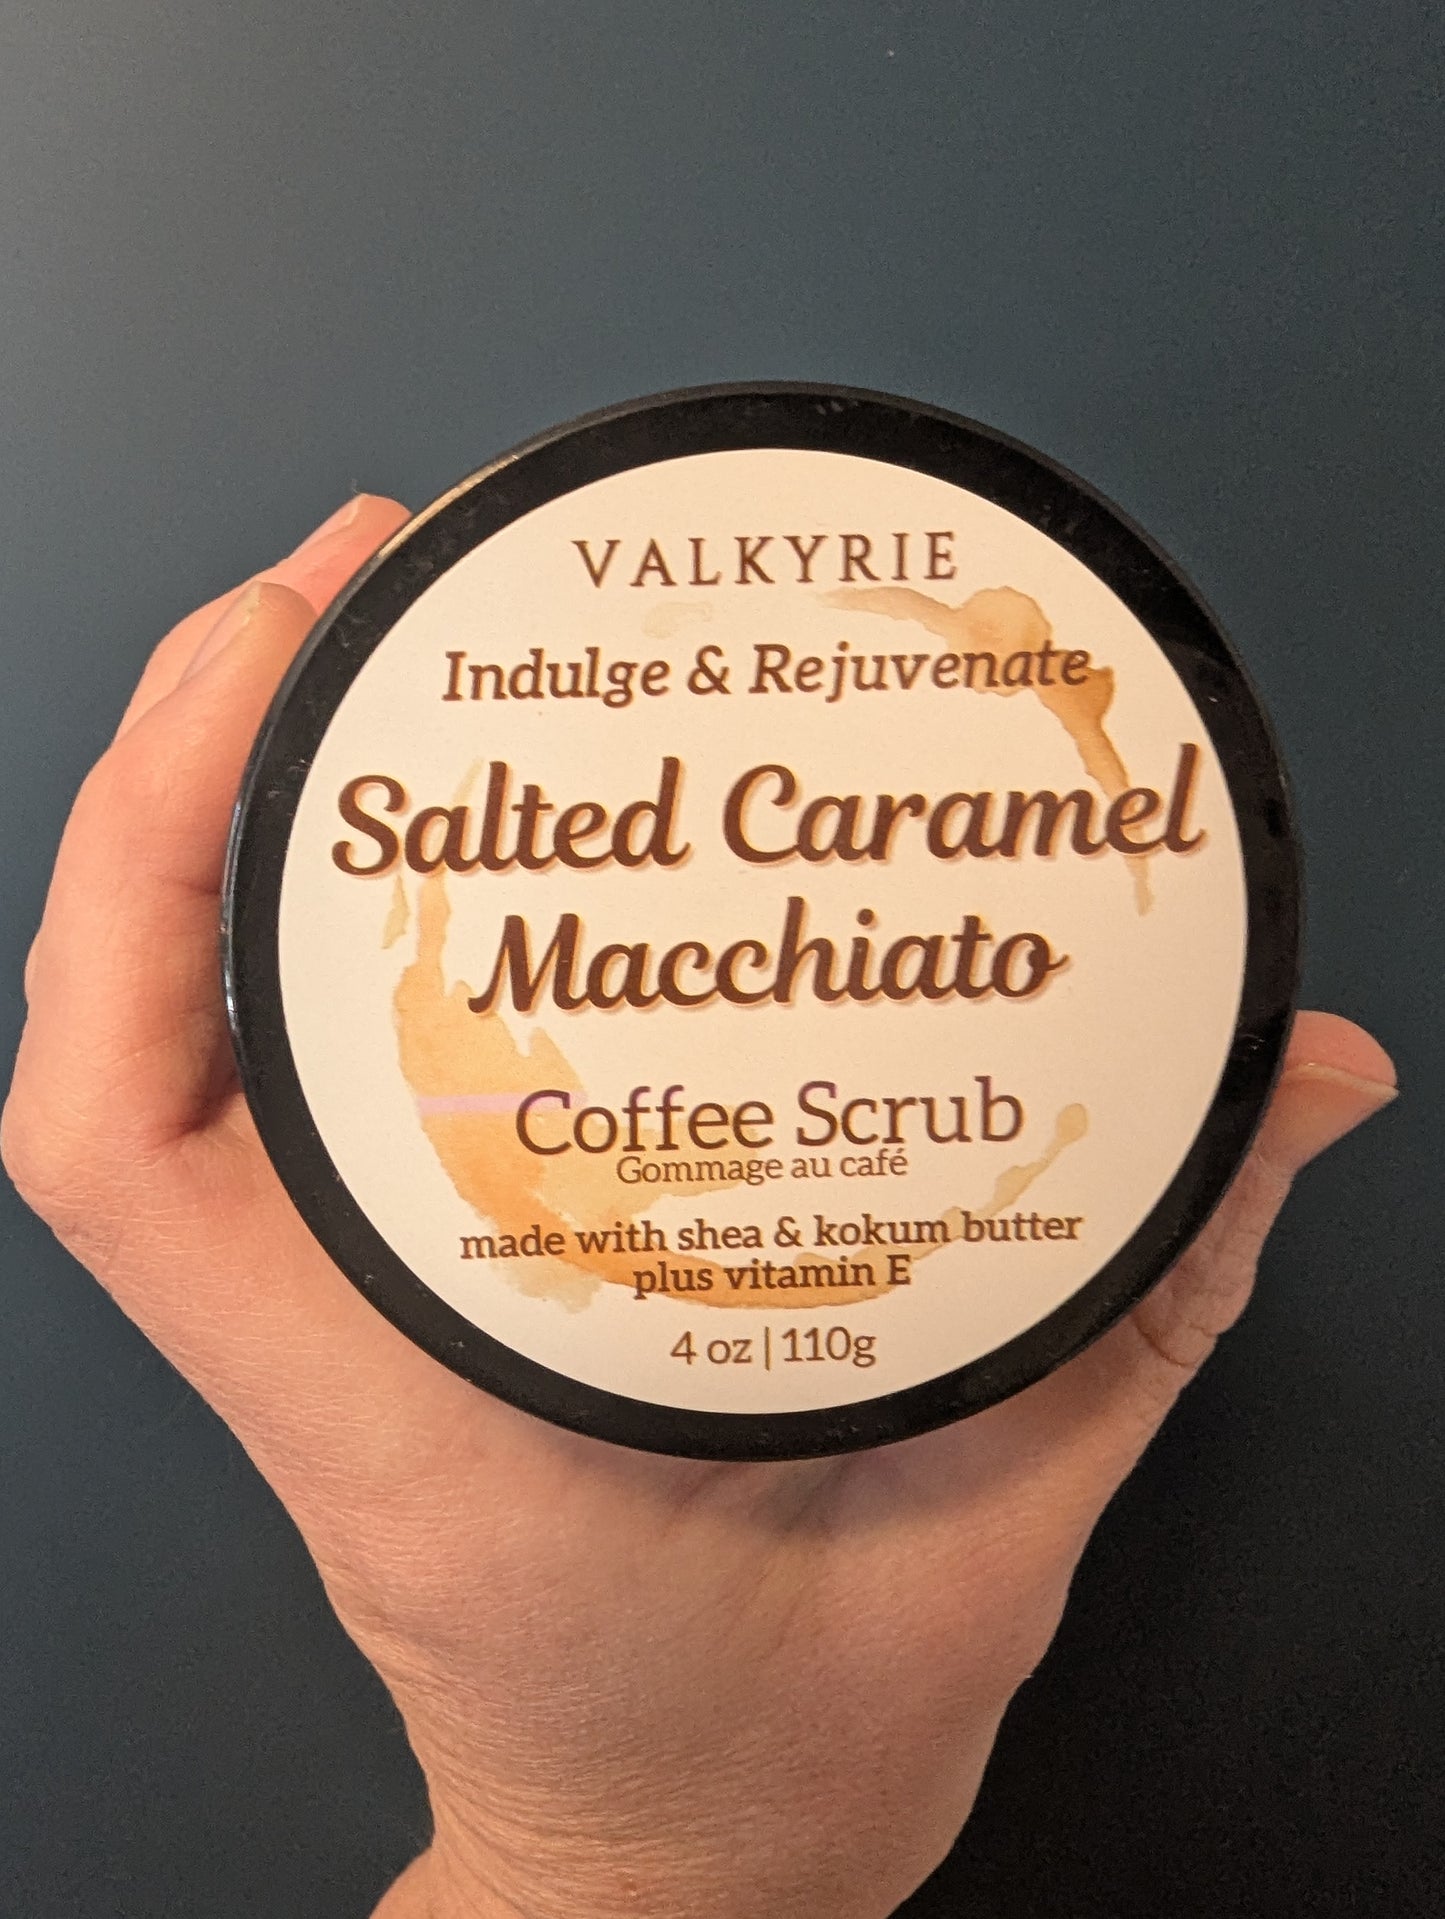 VALKYRIE
Indulge & Rejuvenate
Salted Caramel
Macchiato
Coffee Scrub
Gommage au café
made with shea & kokum butter
plus vitamin E
4 oz | 110g